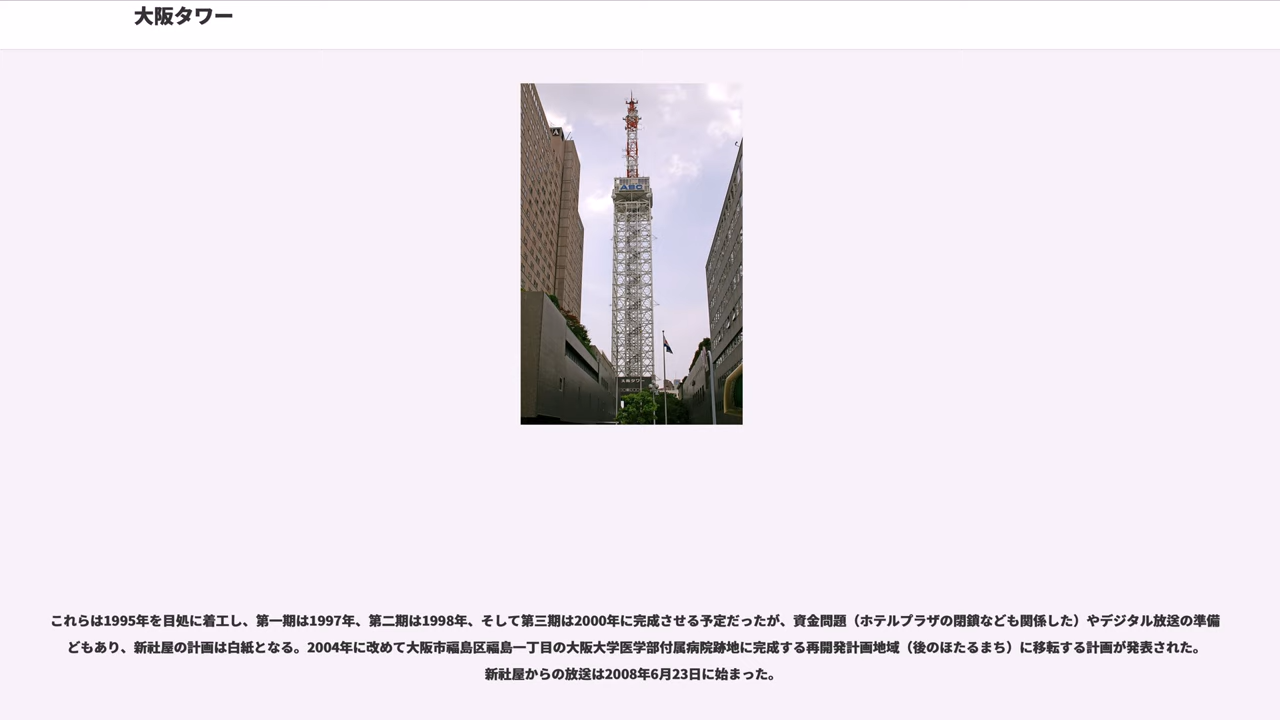 大阪タワー
ABC
大阪タワー
これらは1995年を目処に着工し、第一期は1997年、第二期は1998年、そして第三期は2000年に完成させる予定だったが、資金問題（ホテルプラザの閉鎖なども関係した）やデジタル放送の準備
どもあり、新社屋の計画は白紙となる。2004年に改めて大阪市福島区福島一丁目の大阪大学医学部付属病院跡地に完成する再開発計画地域（後のほたるまち）に移転する計画が発表された。
新社屋からの放送は2008年6月23日に始まった。